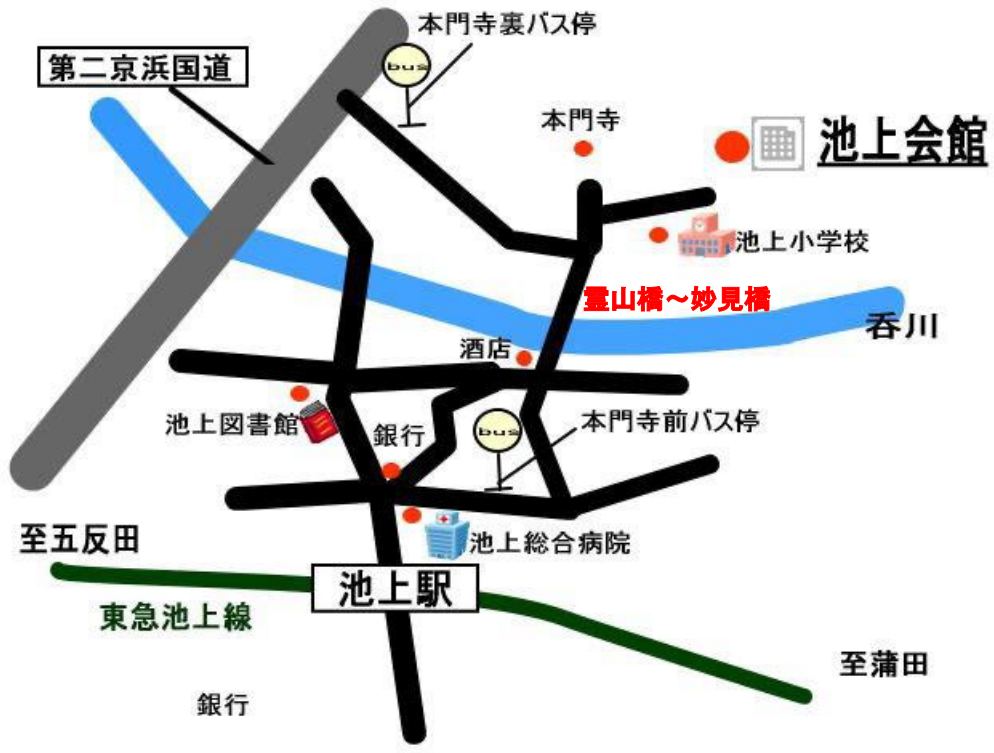 本門寺裏バス停
bus
第二京浜国道
本門寺
池上会館
池上小学校
霊山橋～妙見橋
呑川
酒店
池上図書館
銀行
bus
本門寺前バス停
至五反田
池上総合病院
池上駅
東急池上線
至蒲田
銀行